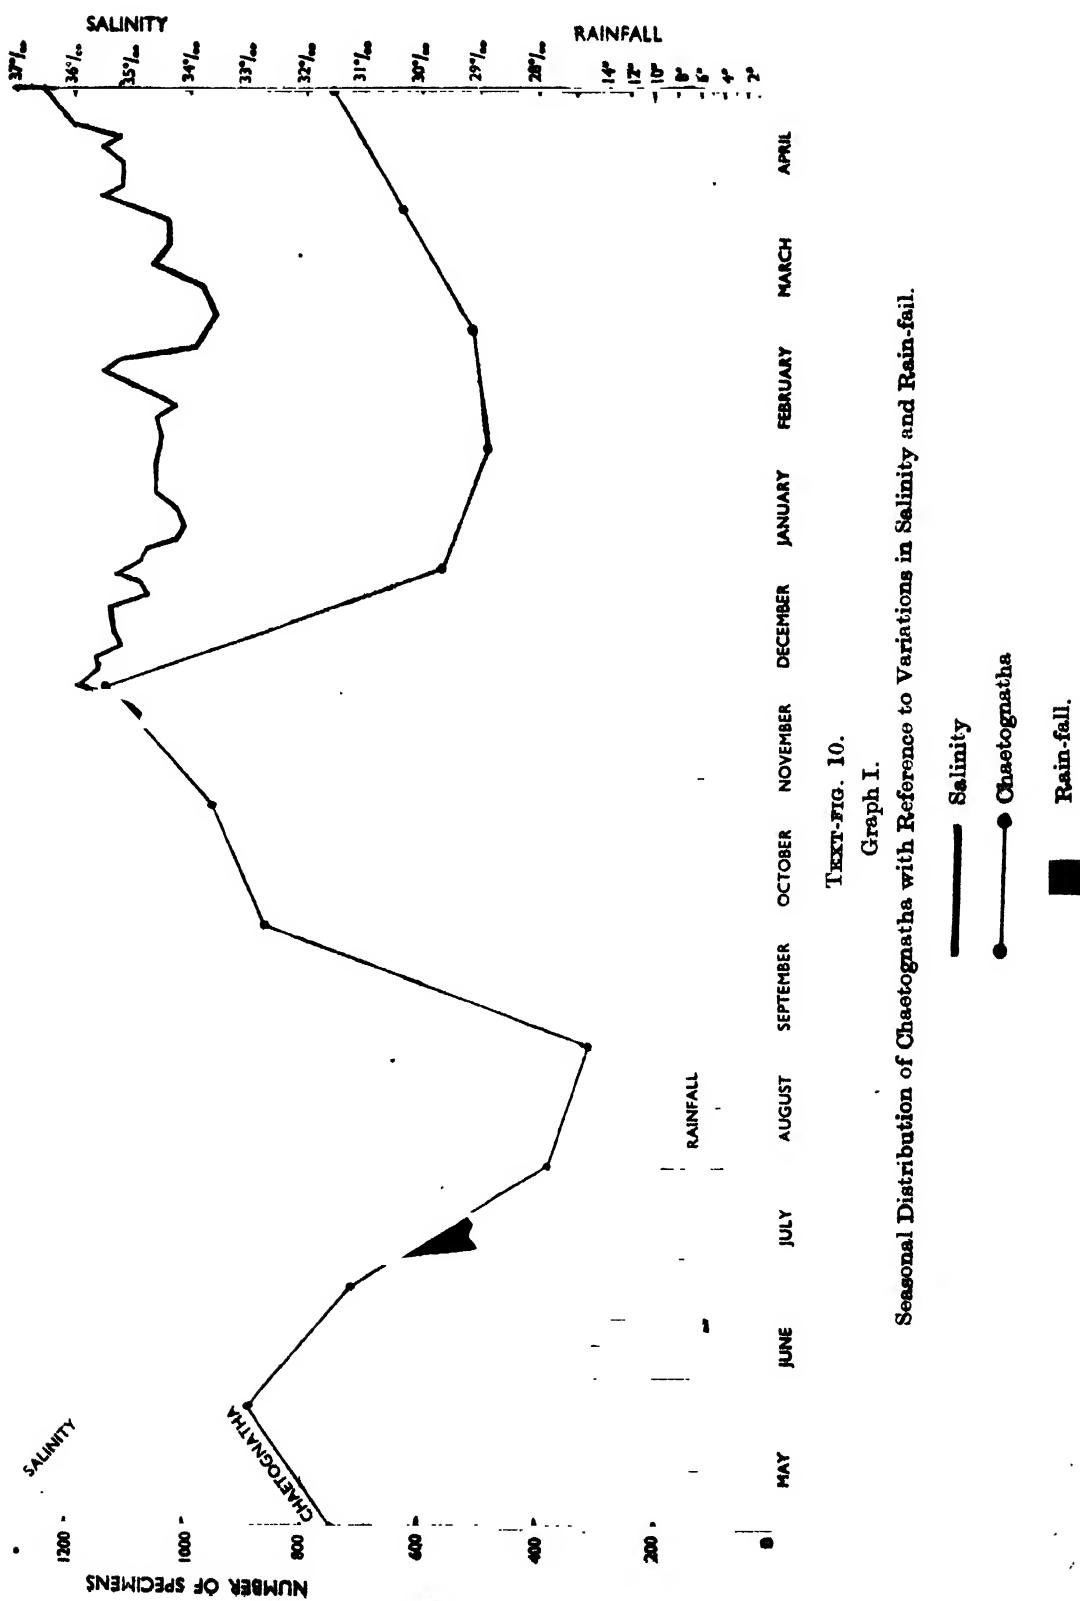 SALINITY
RAINFALL
37°/oo
36°/oo
35°/oo
34°/oo
33°/oo
32°/oo
31°/oo
30°/oo
29°/oo
28°/oo
14"
12"
10"
8"
6"
4"
2"
SALINITY
CHAETOGNATHA
RAINFALL
NUMBER OF SPECIMENS
1200
1000
800
600
400
200
0
MAY
JUNE
JULY
AUGUST
SEPTEMBER
OCTOBER
NOVEMBER
DECEMBER
JANUARY
FEBRUARY
MARCH
APRIL
TEXT-FIG. 10.
Graph I.
Seasonal Distribution of Chaetognatha with Reference to Variations in Salinity and Rain-fail.
Salinity
Chaetognatha
Rain-fall.